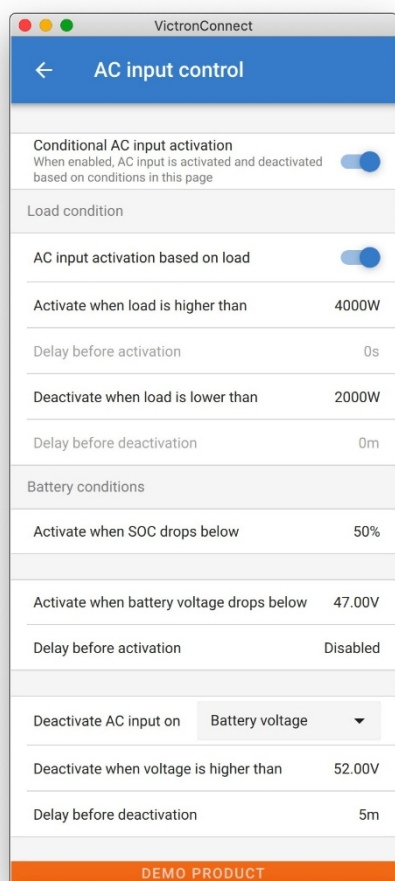 VictronConnect
AC input control
Conditional AC input activation
When enabled, AC input is activated and deactivated
based on conditions in this page
Load condition
AC input activation based on load
Activate when load is higher than 4000W
Delay before activation 0s
Deactivate when load is lower than 2000W
Delay before deactivation 0m
Battery conditions
Activate when SOC drops below 50%
Activate when battery voltage drops below 47.00V
Delay before activation Disabled
Deactivate AC input on Battery voltage
Deactivate when voltage is higher than 52.00V
Delay before deactivation 5m
DEMO PRODUCT